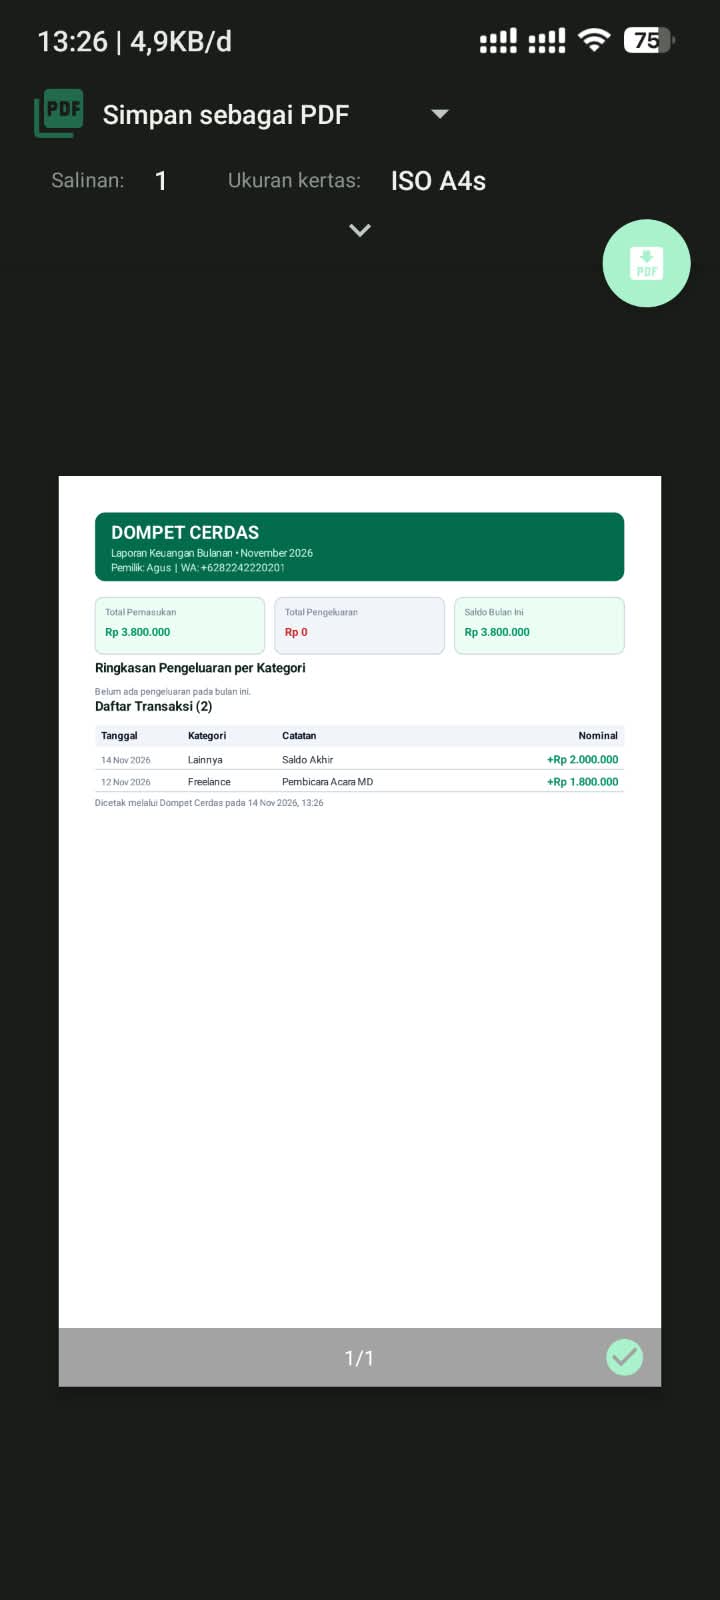 13:26 | 4,9KB/d
75
PDF Simpan sebagai PDF
Salinan: 1 Ukuran kertas: ISO A4s
PDF
DOMPET CERDAS
Laporan Keuangan Bulanan • November 2026
Pemilik: Agus | WA: +6282242220201
Total Pemasukan Total Pengeluaran Saldo Bulan Ini
Rp 3.800.000 Rp 0 Rp 3.800.000
Ringkasan Pengeluaran per Kategori
Belum ada pengeluaran pada bulan ini.
Daftar Transaksi (2)
Tanggal Kategori Catatan Nominal
14 Nov 2026 Lainnya Saldo Akhir +Rp 2.000.000
12 Nov 2026 Freelance Pembicara Acara MD +Rp 1.800.000
Dicetak melalui Dompet Cerdas pada 14 Nov 2026, 13:26
1/1